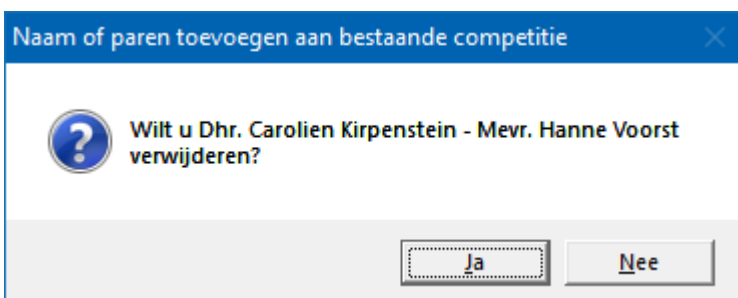 Naam of paren toevoegen aan bestaande competitie
Wilt u Dhr. Carolien Kirpenstein - Mevr. Hanne Voorst
verwijderen?
Ja
Nee